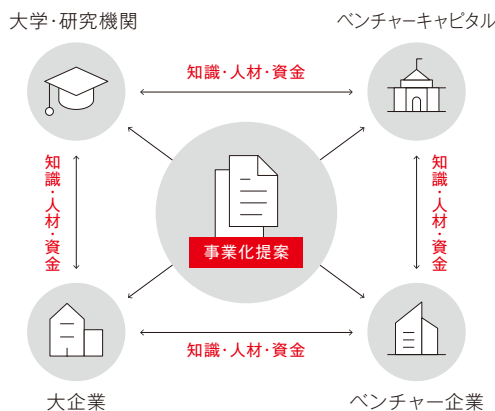 大学・研究機関
ベンチャーキャピタル
知識・人材・資金
知識・人材・資金
知識・人材・資金
事業化提案
知識・人材・資金
大企業
ベンチャー企業